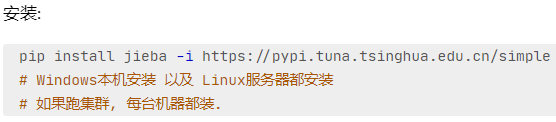 安装:
pip install jieba -i https://pypi.tuna.tsinghua.edu.cn/simple
# Windows本机安装 以及 Linux服务器都安装
# 如果跑集群, 每台机器都装.